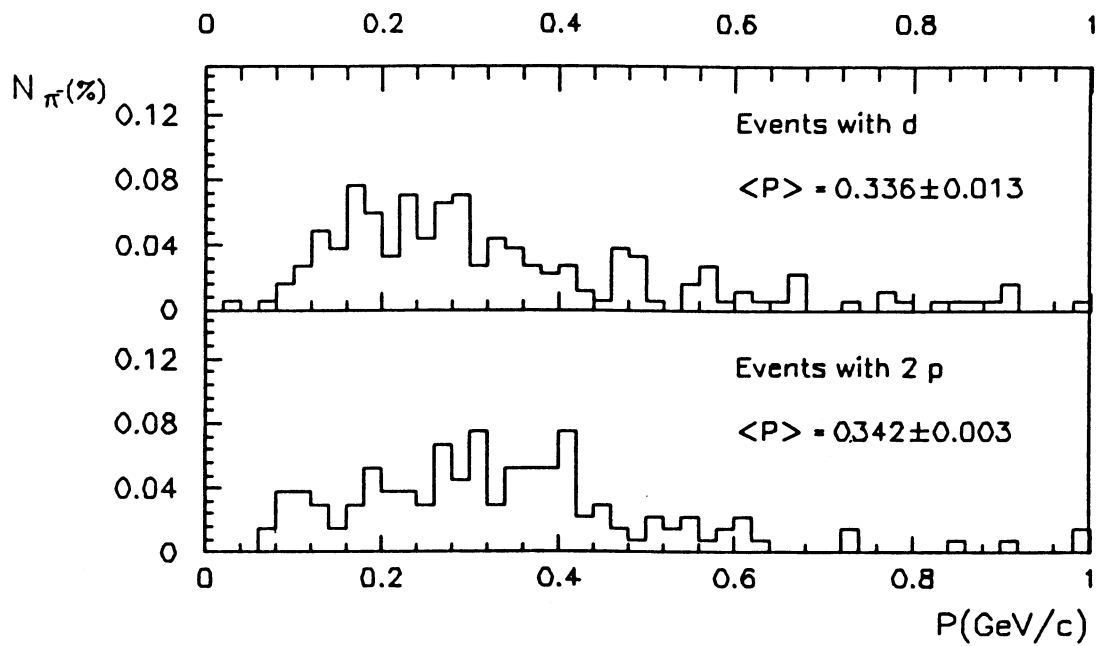 0 0.2 0.4 0.6 0.8 1
N π⁻(%)
0.12
Events with d
0.08
<P> = 0.336±0.013
0.04
0
0.12
Events with 2 p
0.08
<P> = 0.342±0.003
0.04
0
0 0.2 0.4 0.6 0.8 1
P(GeV/c)